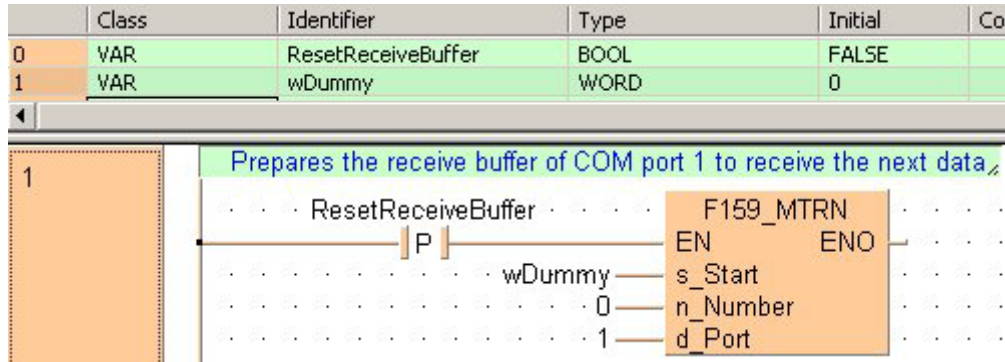 Class Identifier Type Initial Co
0 VAR ResetReceiveBuffer BOOL FALSE
1 VAR wDummy WORD 0
1
Prepares the receive buffer of COM port 1 to receive the next data
ResetReceiveBuffer F159_MTRN
P EN ENO
wDummy s_Start
0 n_Number
1 d_Port